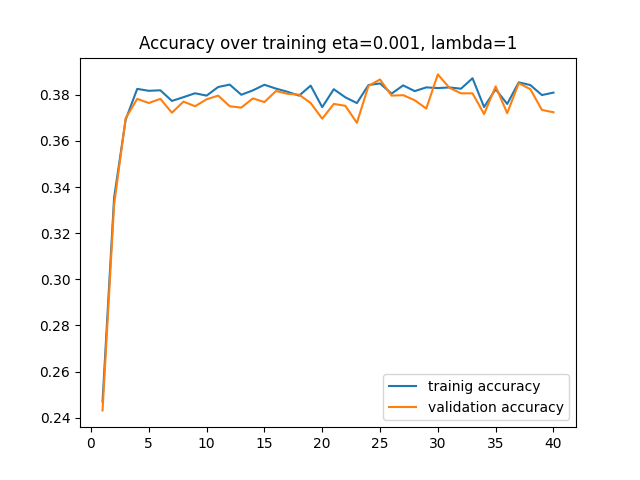 Accuracy over training eta=0.001, lambda=1
0.38
0.36
0.34
0.32
0.30
0.28
0.26
0.24
trainig accuracy
validation accuracy
0 5 10 15 20 25 30 35 40